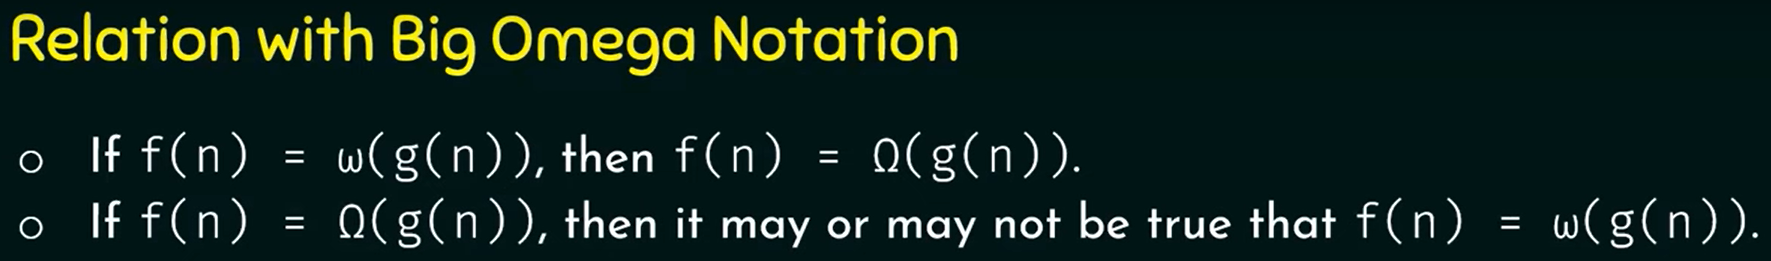 Relation with Big Omega Notation
○ If f(n) = ω(g(n)), then f(n) = Ω(g(n)).
○ If f(n) = Ω(g(n)), then it may or may not be true that f(n) = ω(g(n)).